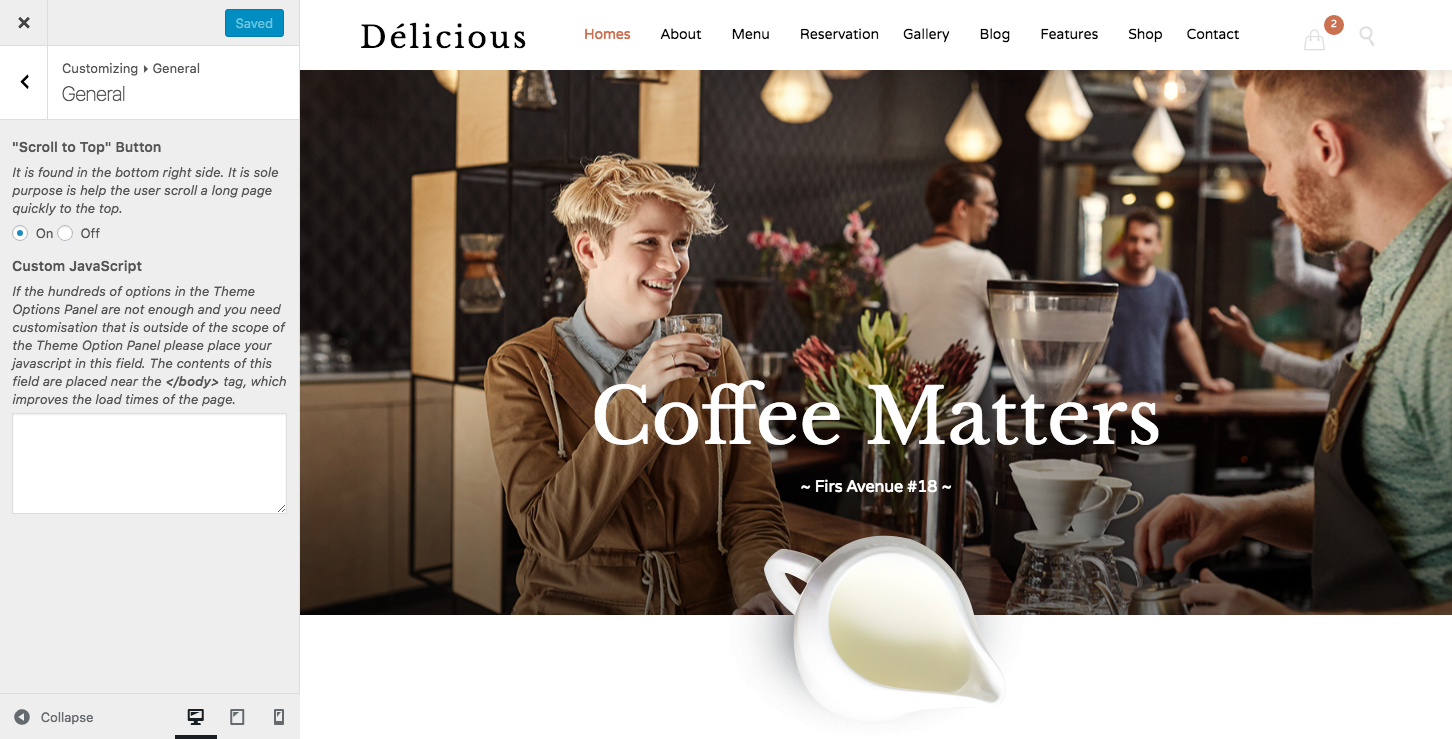 Saved
Customizing ▸ General
General
"Scroll to Top" Button
It is found in the bottom right side. It is sole
purpose is help the user scroll a long page
quickly to the top.
On Off
Custom JavaScript
If the hundreds of options in the Theme
Options Panel are not enough and you need
customisation that is outside of the scope of
the Theme Option Panel please place your
javascript in this field. The contents of this
field are placed near the </body> tag, which
improves the load times of the page.
Collapse
Délicious
Homes About Menu Reservation Gallery Blog Features Shop Contact
2
Coffee Matters
~ Firs Avenue #18 ~